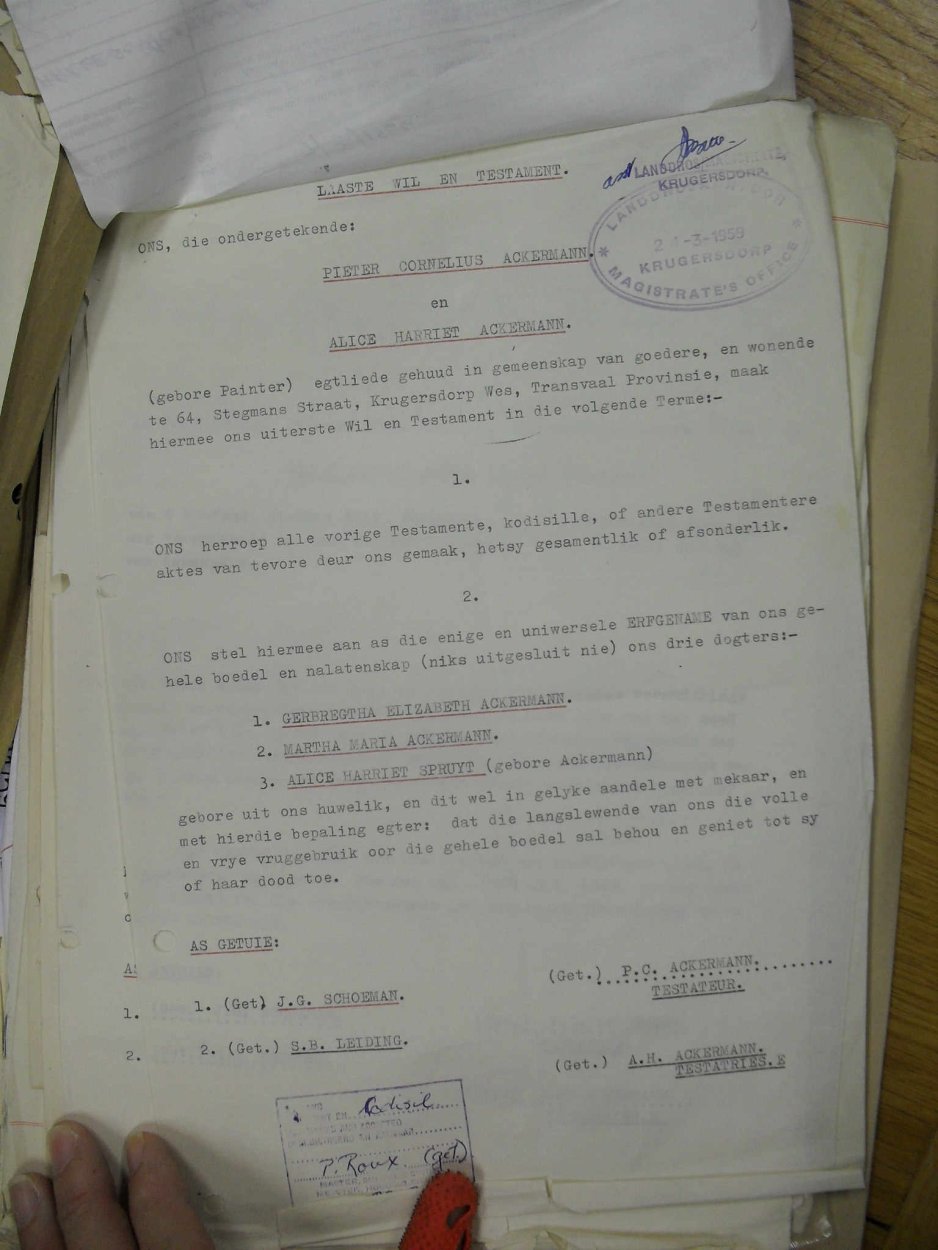 LAASTE WIL EN TESTAMENT.
LANDDROS
KRUGERSDORP.
24-3-1959
KRUGERSDORP
MAGISTRATE'S OFFICE
ONS, die ondergetekende:
PIETER CORNELIUS ACKERMANN.
en
ALICE HARRIET ACKERMANN.
(gebore Painter) egtliede gehuud in gemeenskap van goedere, en wonende
te 64, Stegmans Straat, Krugersdorp Wes, Transvaal Provinsie, maak
hiermee ons uiterste Wil en Testament in die volgende Terme:-
1.
ONS herroep alle vorige Testamente, kodisille, of andere Testamentere
aktes van tevore deur ons gemaak, hetsy gesamentlik of afsonderlik.
2.
ONS stel hiermee aan as die enige en uniwersele ERFGENAME van ons ge-
hele boedel en nalatenskap (niks uitgesluit nie) ons drie dogters:-
1. GERBREGTHA ELIZABETH ACKERMANN.
2. MARTHA MARIA ACKERMANN.
3. ALICE HARRIET SPRUYT (gebore Ackermann)
gebore uit ons huwelik, en dit wel in gelyke aandele met mekaar, en
met hierdie bepaling egter: dat die langslewende van ons die volle
en vrye vruggebruik oor die gehele boedel sal behou en geniet tot sy
of haar dood toe.
AS GETUIE:
(Get.) P.C. ACKERMANN.
TESTATEUR.
1. (Get) J.G. SCHOEMAN.
2. (Get.) S.B. LEIDING.
(Get.) A.H. ACKERMANN.
TESTATRIES.E
1.
2.
Kodisil
P. Roux (get.)